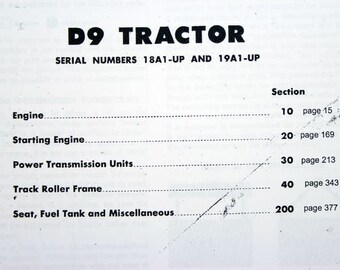 D9 TRACTOR
SERIAL NUMBERS 18A1-UP AND 19A1-UP
Section
Engine 10 page 15
Starting Engine 20 page 169
Power Transmission Units 30 page 213
Track Roller Frame 40 page 343
Seat, Fuel Tank and Miscellaneous 200 page 377